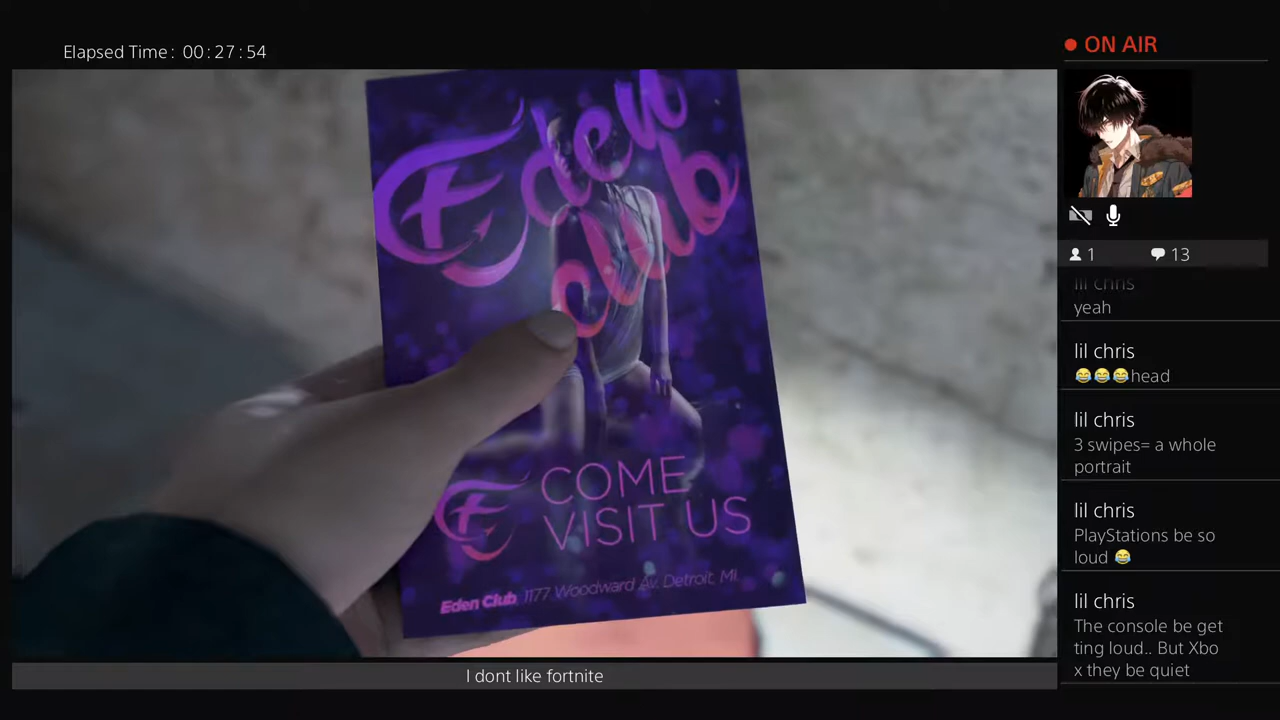 Elapsed Time: 00:27:54
ON AIR
Eden
club
COME
VISIT US
Eden Club 1177 Woodward Av. Detroit, MI
1
13
lil chris
yeah
lil chris
😂😂😂head
lil chris
3 swipes= a whole
portrait
lil chris
PlayStations be so
loud 😂
lil chris
The console be get
ting loud.. But Xbo
x they be quiet
I dont like fortnite